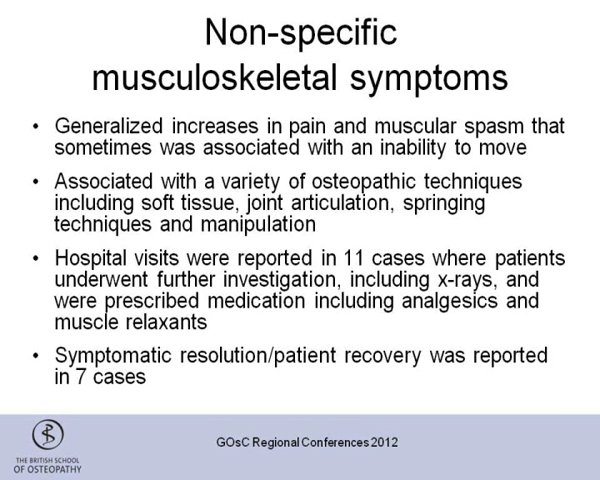 Non-specific
musculoskeletal symptoms
• Generalized increases in pain and muscular spasm that
sometimes was associated with an inability to move
• Associated with a variety of osteopathic techniques
including soft tissue, joint articulation, springing
techniques and manipulation
• Hospital visits were reported in 11 cases where patients
underwent further investigation, including x-rays, and
were prescribed medication including analgesics and
muscle relaxants
• Symptomatic resolution/patient recovery was reported
in 7 cases
THE BRITISH SCHOOL
OF OSTEOPATHY
GOsC Regional Conferences 2012